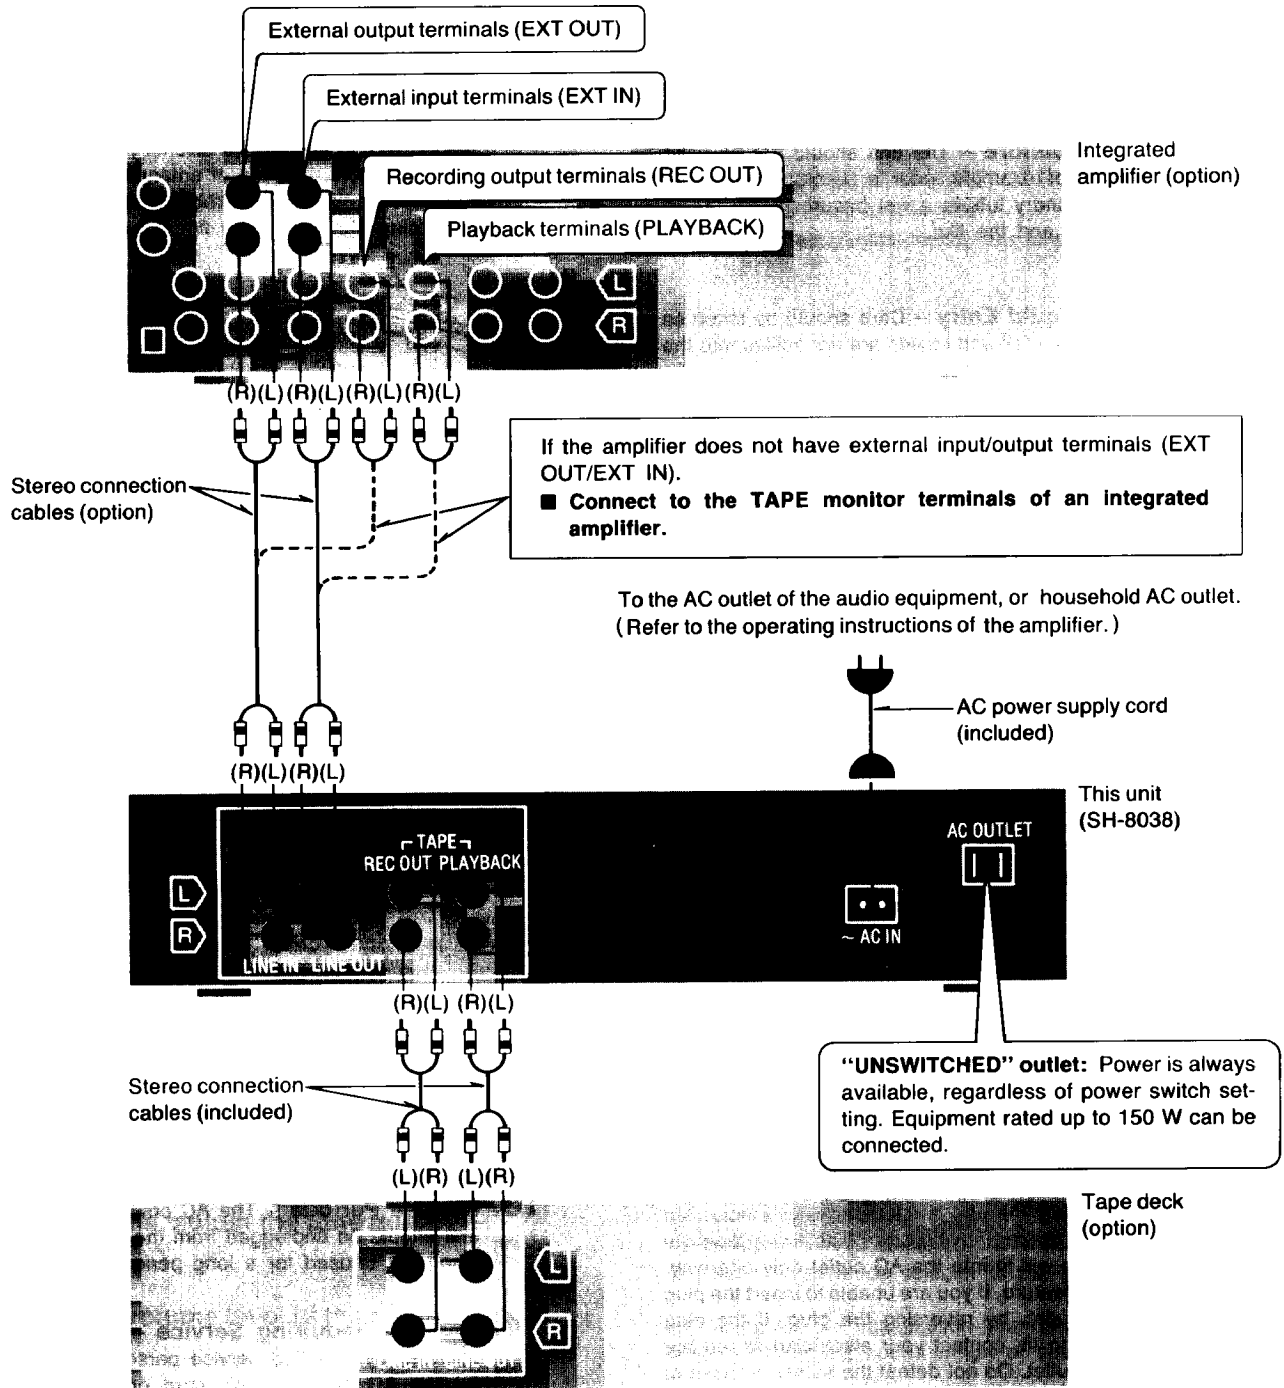 External output terminals (EXT OUT)
External input terminals (EXT IN)
Integrated
amplifier (option)
Recording output terminals (REC OUT)
Playback terminals (PLAYBACK)
L
R
(R)(L)(R)(L)(R)(L)(R)(L)
If the amplifier does not have external input/output terminals (EXT
OUT/EXT IN).
■ Connect to the TAPE monitor terminals of an integrated
amplifier.
Stereo connection
cables (option)
To the AC outlet of the audio equipment, or household AC outlet.
(Refer to the operating instructions of the amplifier.)
AC power supply cord
(included)
(R)(L)(R)(L)
This unit
(SH-8038)
AC OUTLET
TAPE
REC OUT PLAYBACK
L
R
~ AC IN
LINE IN LINE OUT
(R)(L) (R)(L)
"UNSWITCHED" outlet: Power is always
available, regardless of power switch set-
ting. Equipment rated up to 150 W can be
connected.
Stereo connection
cables (included)
(L)(R) (L)(R)
Tape deck
(option)
L
R